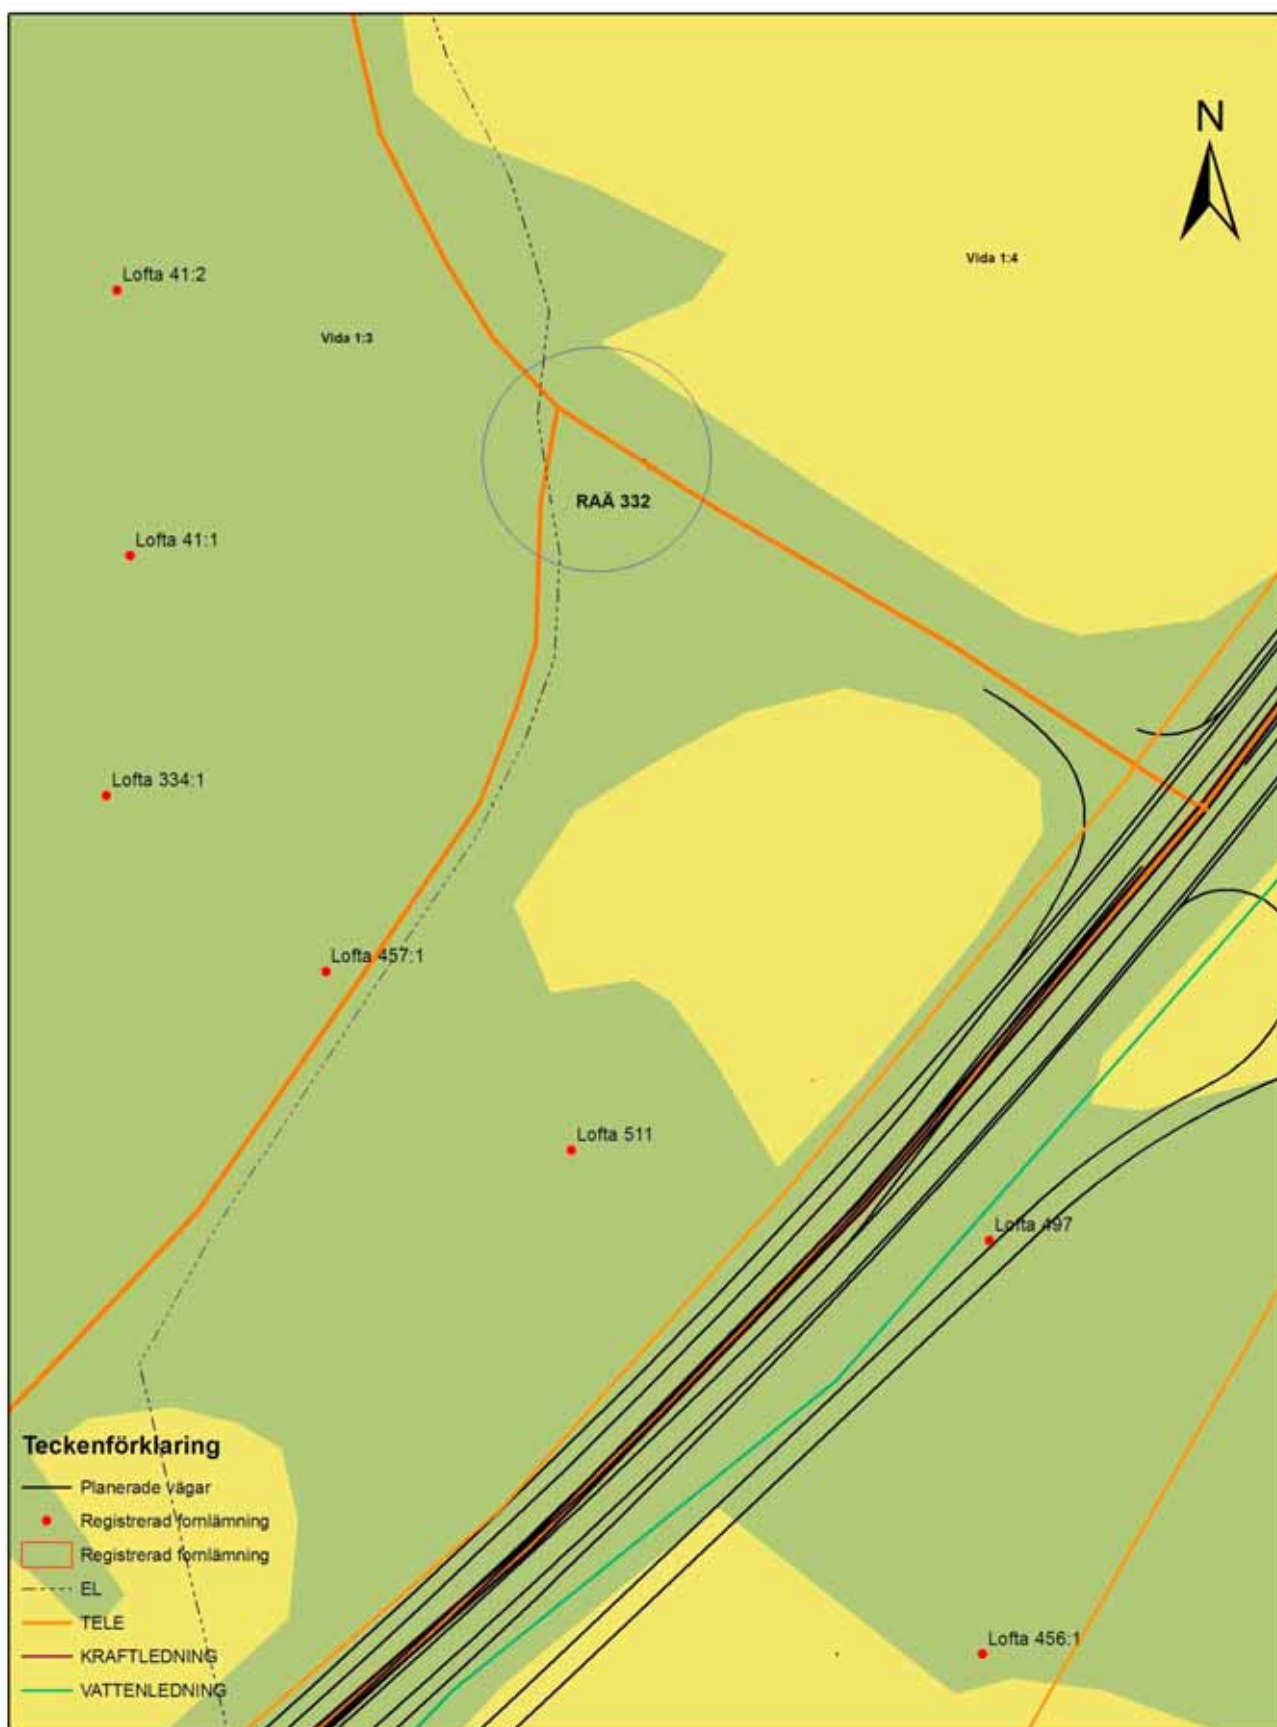 N
Vida 1:4
Lofta 41:2
Vida 1:3
RAÄ 332
Lofta 41:1
Lofta 334:1
Lofta 457:1
Lofta 511
Lofta 497
Lofta 456:1
Teckenförklaring
Planerade vägar
Registrerad fornlämning
Registrerad fornlämning
EL
TELE
KRAFTLEDNING
VATTENLEDNING